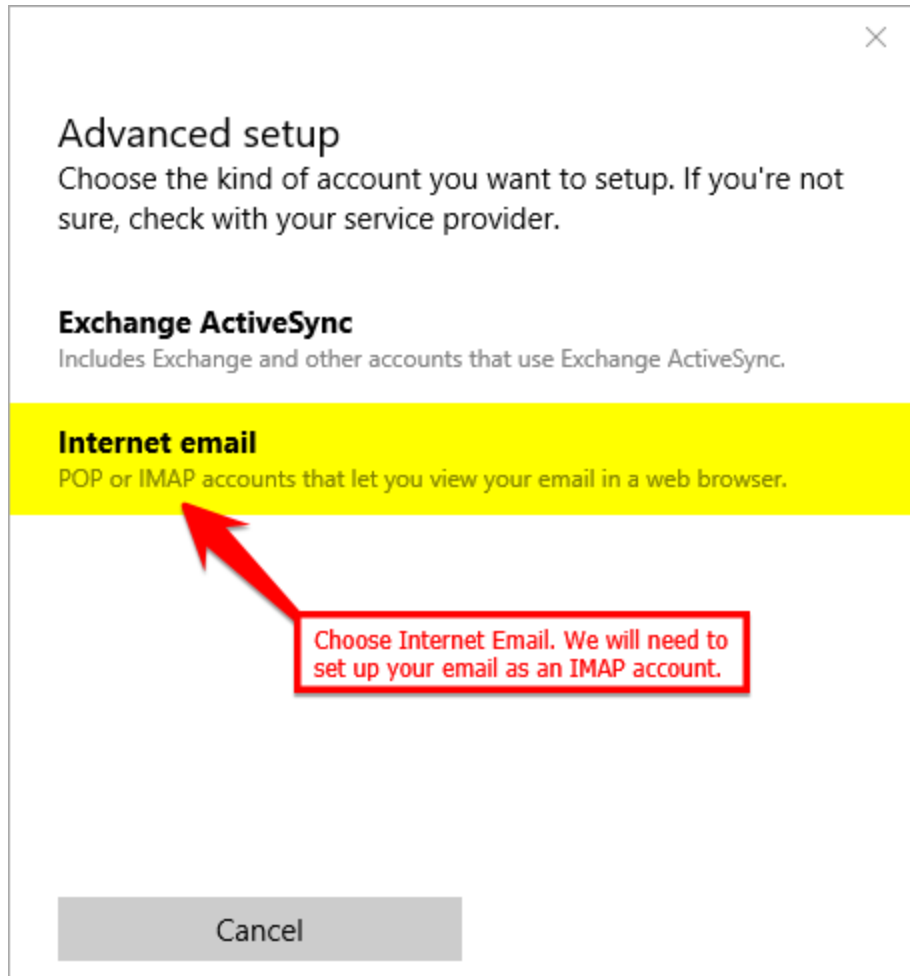 Advanced setup
Choose the kind of account you want to setup. If you're not
sure, check with your service provider.
Exchange ActiveSync
Includes Exchange and other accounts that use Exchange ActiveSync.
Internet email
POP or IMAP accounts that let you view your email in a web browser.
Choose Internet Email. We will need to
set up your email as an IMAP account.
Cancel